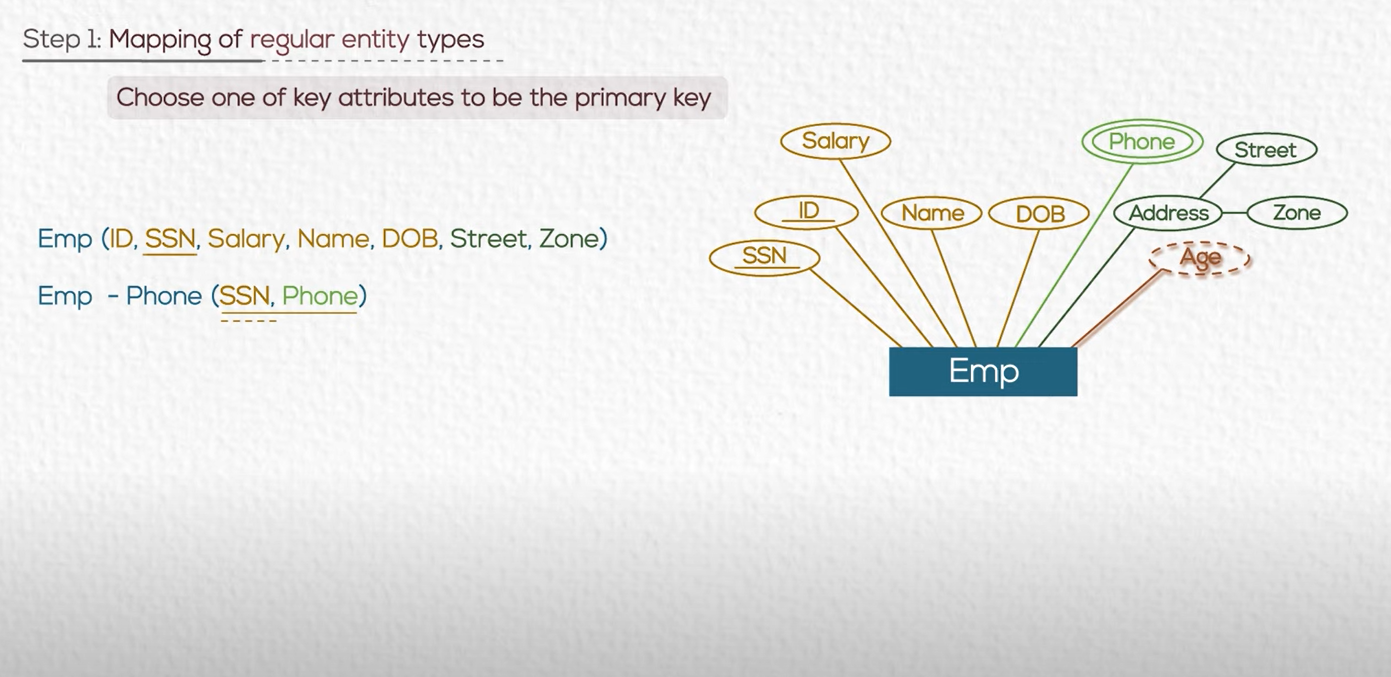 Step 1: Mapping of regular entity types
Choose one of key attributes to be the primary key
Emp (ID, SSN, Salary, Name, DOB, Street, Zone)
Emp - Phone (SSN, Phone)
Salary
Phone
Street
ID
Name
DOB
Address
Zone
SSN
Age
Emp